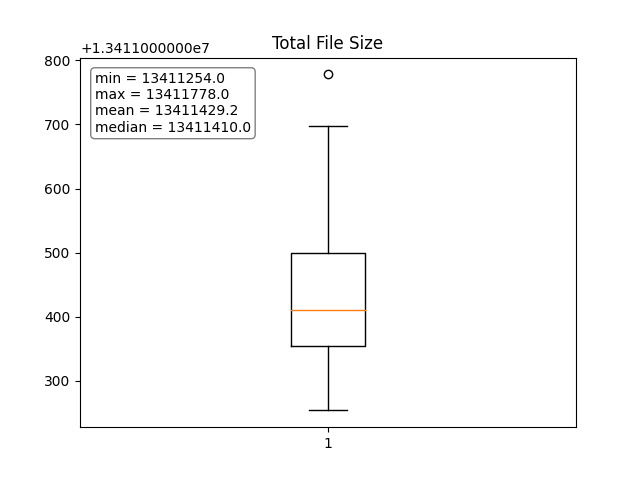 Total File Size
+1.3411000000e7
800
700
600
500
400
300
min = 13411254.0
max = 13411778.0
mean = 13411429.2
median = 13411410.0
1